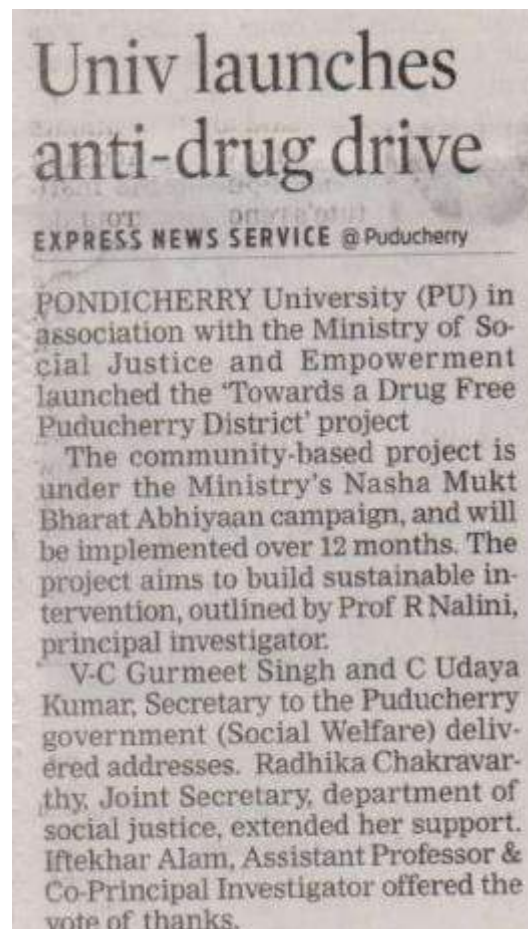 Univ launches
anti-drug drive
EXPRESS NEWS SERVICE @ Puducherry
PONDICHERRY University (PU) in
association with the Ministry of So-
cial Justice and Empowerment
launched the ‘Towards a Drug Free
Puducherry District’ project
The community-based project is
under the Ministry’s Nasha Mukt
Bharat Abhiyaan campaign, and will
be implemented over 12 months. The
project aims to build sustainable in-
tervention, outlined by Prof R Nalini,
principal investigator.
V-C Gurmeet Singh and C Udaya
Kumar, Secretary to the Puducherry
government (Social Welfare) deliv-
ered addresses. Radhika Chakravar-
thy, Joint Secretary, department of
social justice, extended her support.
Iftekhar Alam, Assistant Professor &
Co-Principal Investigator offered the
vote of thanks.